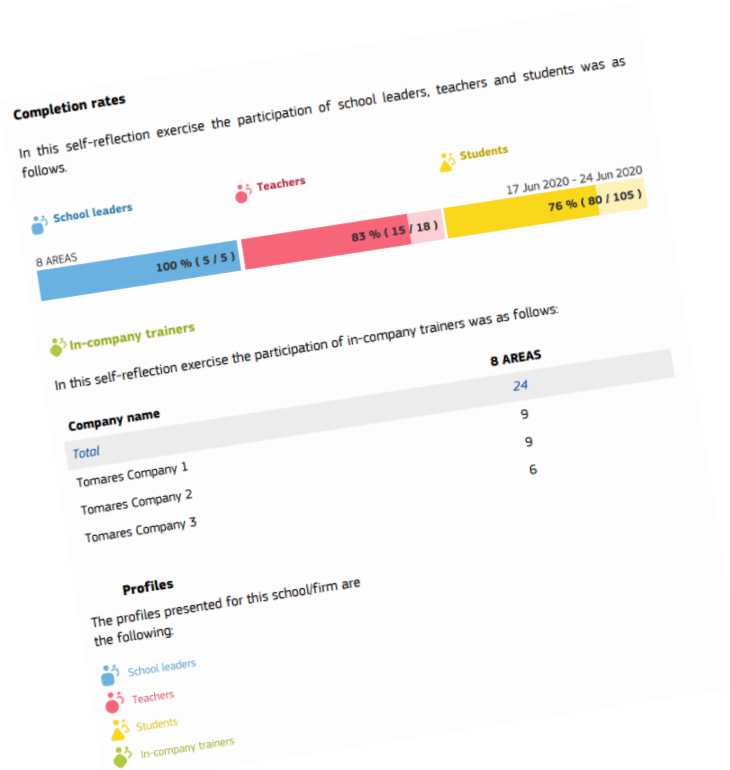 Completion rates
In this self-reflection exercise the participation of school leaders, teachers and students was as
follows.
School leaders
Teachers
Students
8 AREAS
17 Jun 2020 - 24 Jun 2020
100 % ( 5 / 5 )
83 % ( 15 / 18 )
76 % ( 80 / 105 )
In-company trainers
In this self-reflection exercise the participation of in-company trainers was as follows:
Company name 8 AREAS
Total 24
Tomares Company 1 9
Tomares Company 2 9
Tomares Company 3 6
Profiles
The profiles presented for this school/firm are
the following:
School leaders
Teachers
Students
In-company trainers